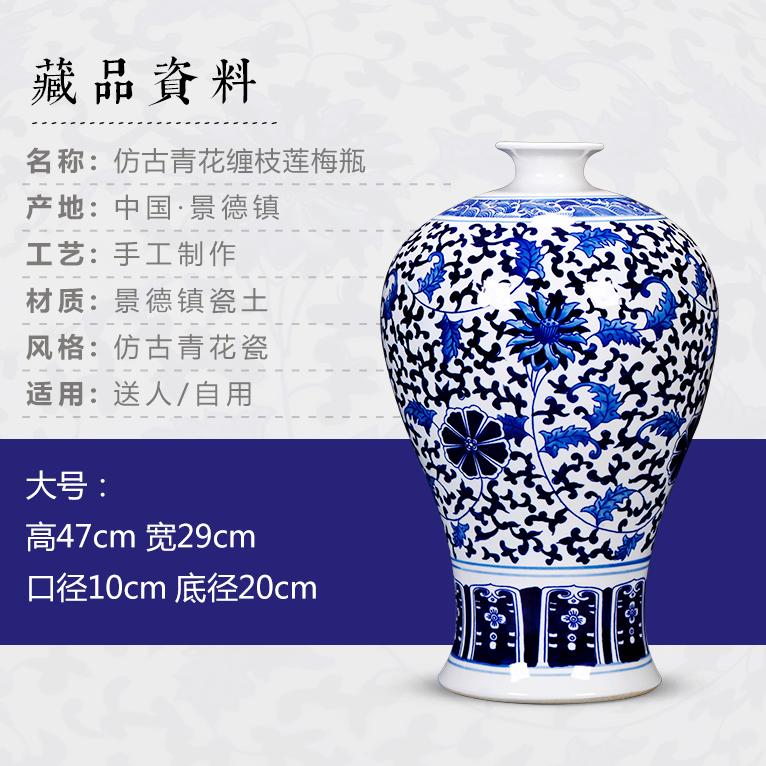 藏品資料
名称：仿古青花缠枝莲梅瓶
产地：中国·景德镇
工艺：手工制作
材质：景德镇瓷土
风格：仿古青花瓷
适用：送人/自用
大号：
高47cm 宽29cm
口径10cm 底径20cm